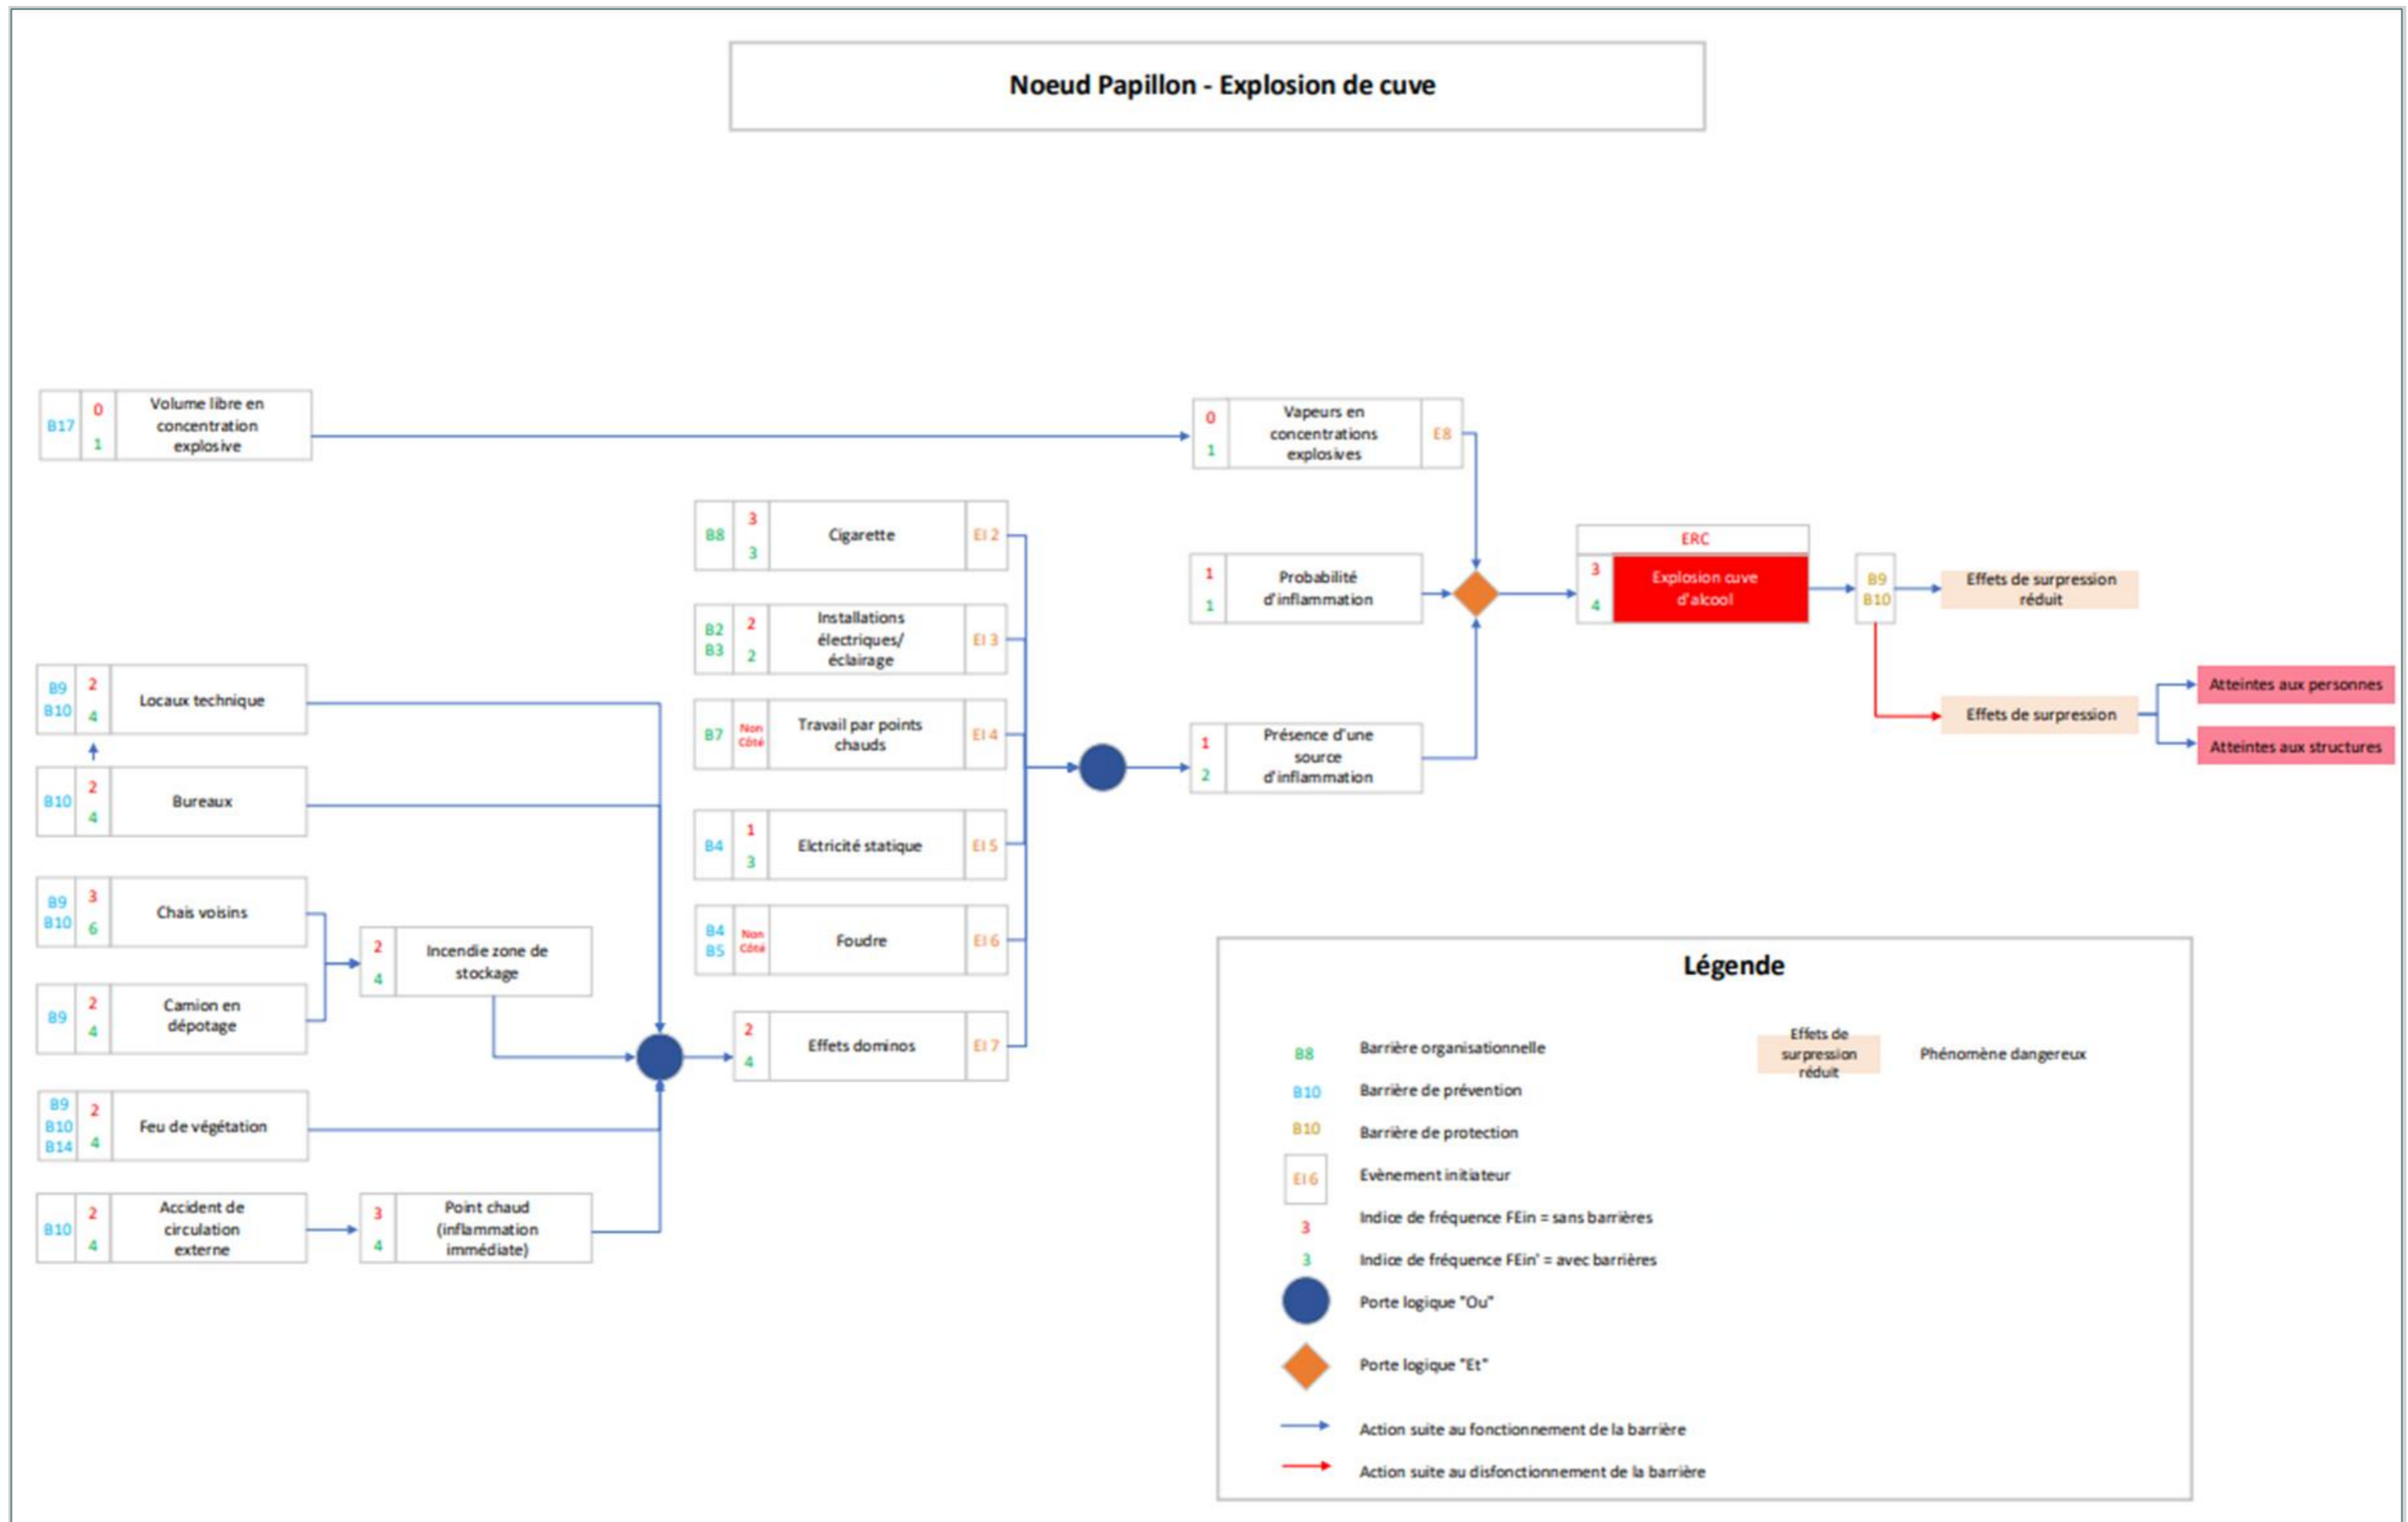 Noeud Papillon - Explosion de cuve
B17
0
1
Volume libre en
concentration
explosive
0
1
Vapeurs en
concentrations
explosives
E8
B8
3
3
Cigarette
EI 2
B2
B3
2
2
Installations
électriques/
éclairage
EI 3
B7
Non
Côté
Travail par points
chauds
EI 4
B4
1
3
Elctricité statique
EI 5
B4
B5
Non
Côté
Foudre
EI 6
2
4
Effets dominos
EI 7
B9
B10
2
4
Locaux technique
B10
2
4
Bureaux
B9
B10
3
6
Chais voisins
B9
2
4
Camion en
dépotage
2
4
Incendie zone de
stockage
B9
B10
B14
2
4
Feu de végétation
B10
2
4
Accident de
circulation
externe
3
4
Point chaud
(inflammation
immédiate)
1
1
Probabilité
d'inflammation
1
2
Présence d'une
source
d'inflammation
ERC
3
4
Explosion cuve
d'alcool
B9
B10
Effets de surpression
réduit
Effets de surpression
Atteintes aux personnes
Atteintes aux structures
Légende
B8
Barrière organisationnelle
B10
Barrière de prévention
B10
Barrière de protection
EI 6
Evènement initiateur
3
Indice de fréquence FEin = sans barrières
3
Indice de fréquence FEin' = avec barrières
Porte logique "Ou"
Porte logique "Et"
Action suite au fonctionnement de la barrière
Action suite au disfonctionnement de la barrière
Effets de
surpression
réduit
Phénomène dangereux